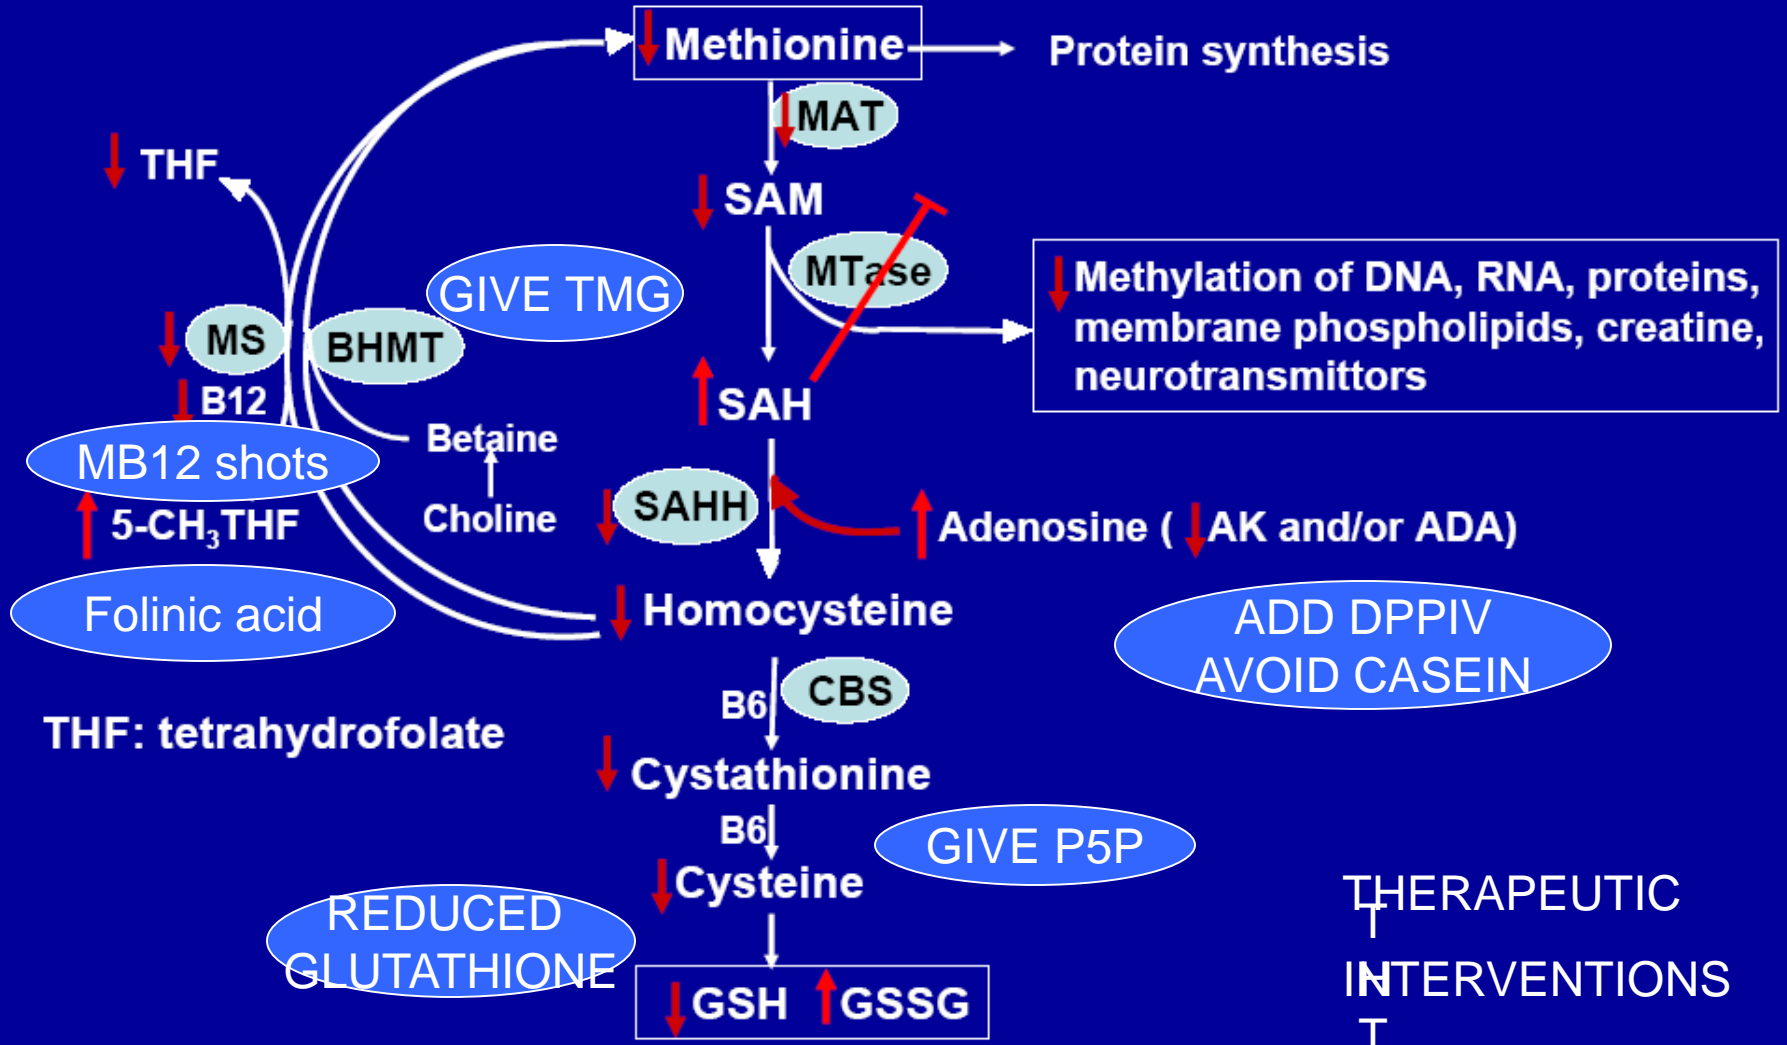 Methionine
Protein synthesis
MAT
THF
SAM
MTase
GIVE TMG
Methylation of DNA, RNA, proteins,
membrane phospholipids, creatine,
neurotransmittors
MS
BHMT
B12
SAH
MB12 shots
Betaine
Choline
5-CH₃THF
SAHH
Adenosine ( AK and/or ADA)
Folinic acid
Homocysteine
ADD DPPIV
AVOID CASEIN
CBS
B6
THF: tetrahydrofolate
Cystathionine
B6
GIVE P5P
Cysteine
REDUCED
GLUTATHIONE
GSH GSSG
THERAPEUTIC
INTERVENTIONS